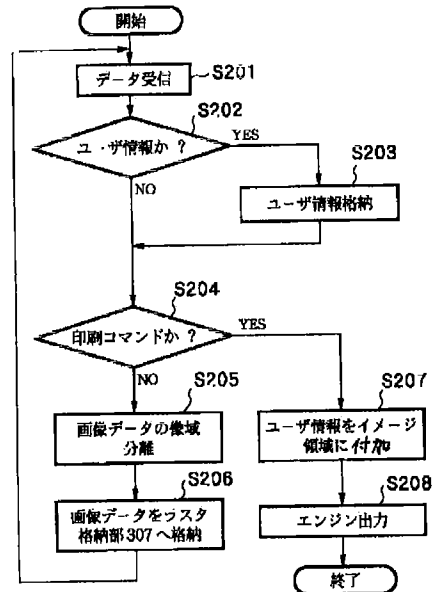 開始
データ受信
S201
S202
ユーザ情報か?
YES
S203
NO
ユーザ情報格納
S204
印刷コマンドか?
YES
NO
S205
S207
画像データの像域
分離
ユーザ情報をイメージ
領域に付加
S206
S208
画像データをラスタ
格納部307へ格納
エンジン出力
終了